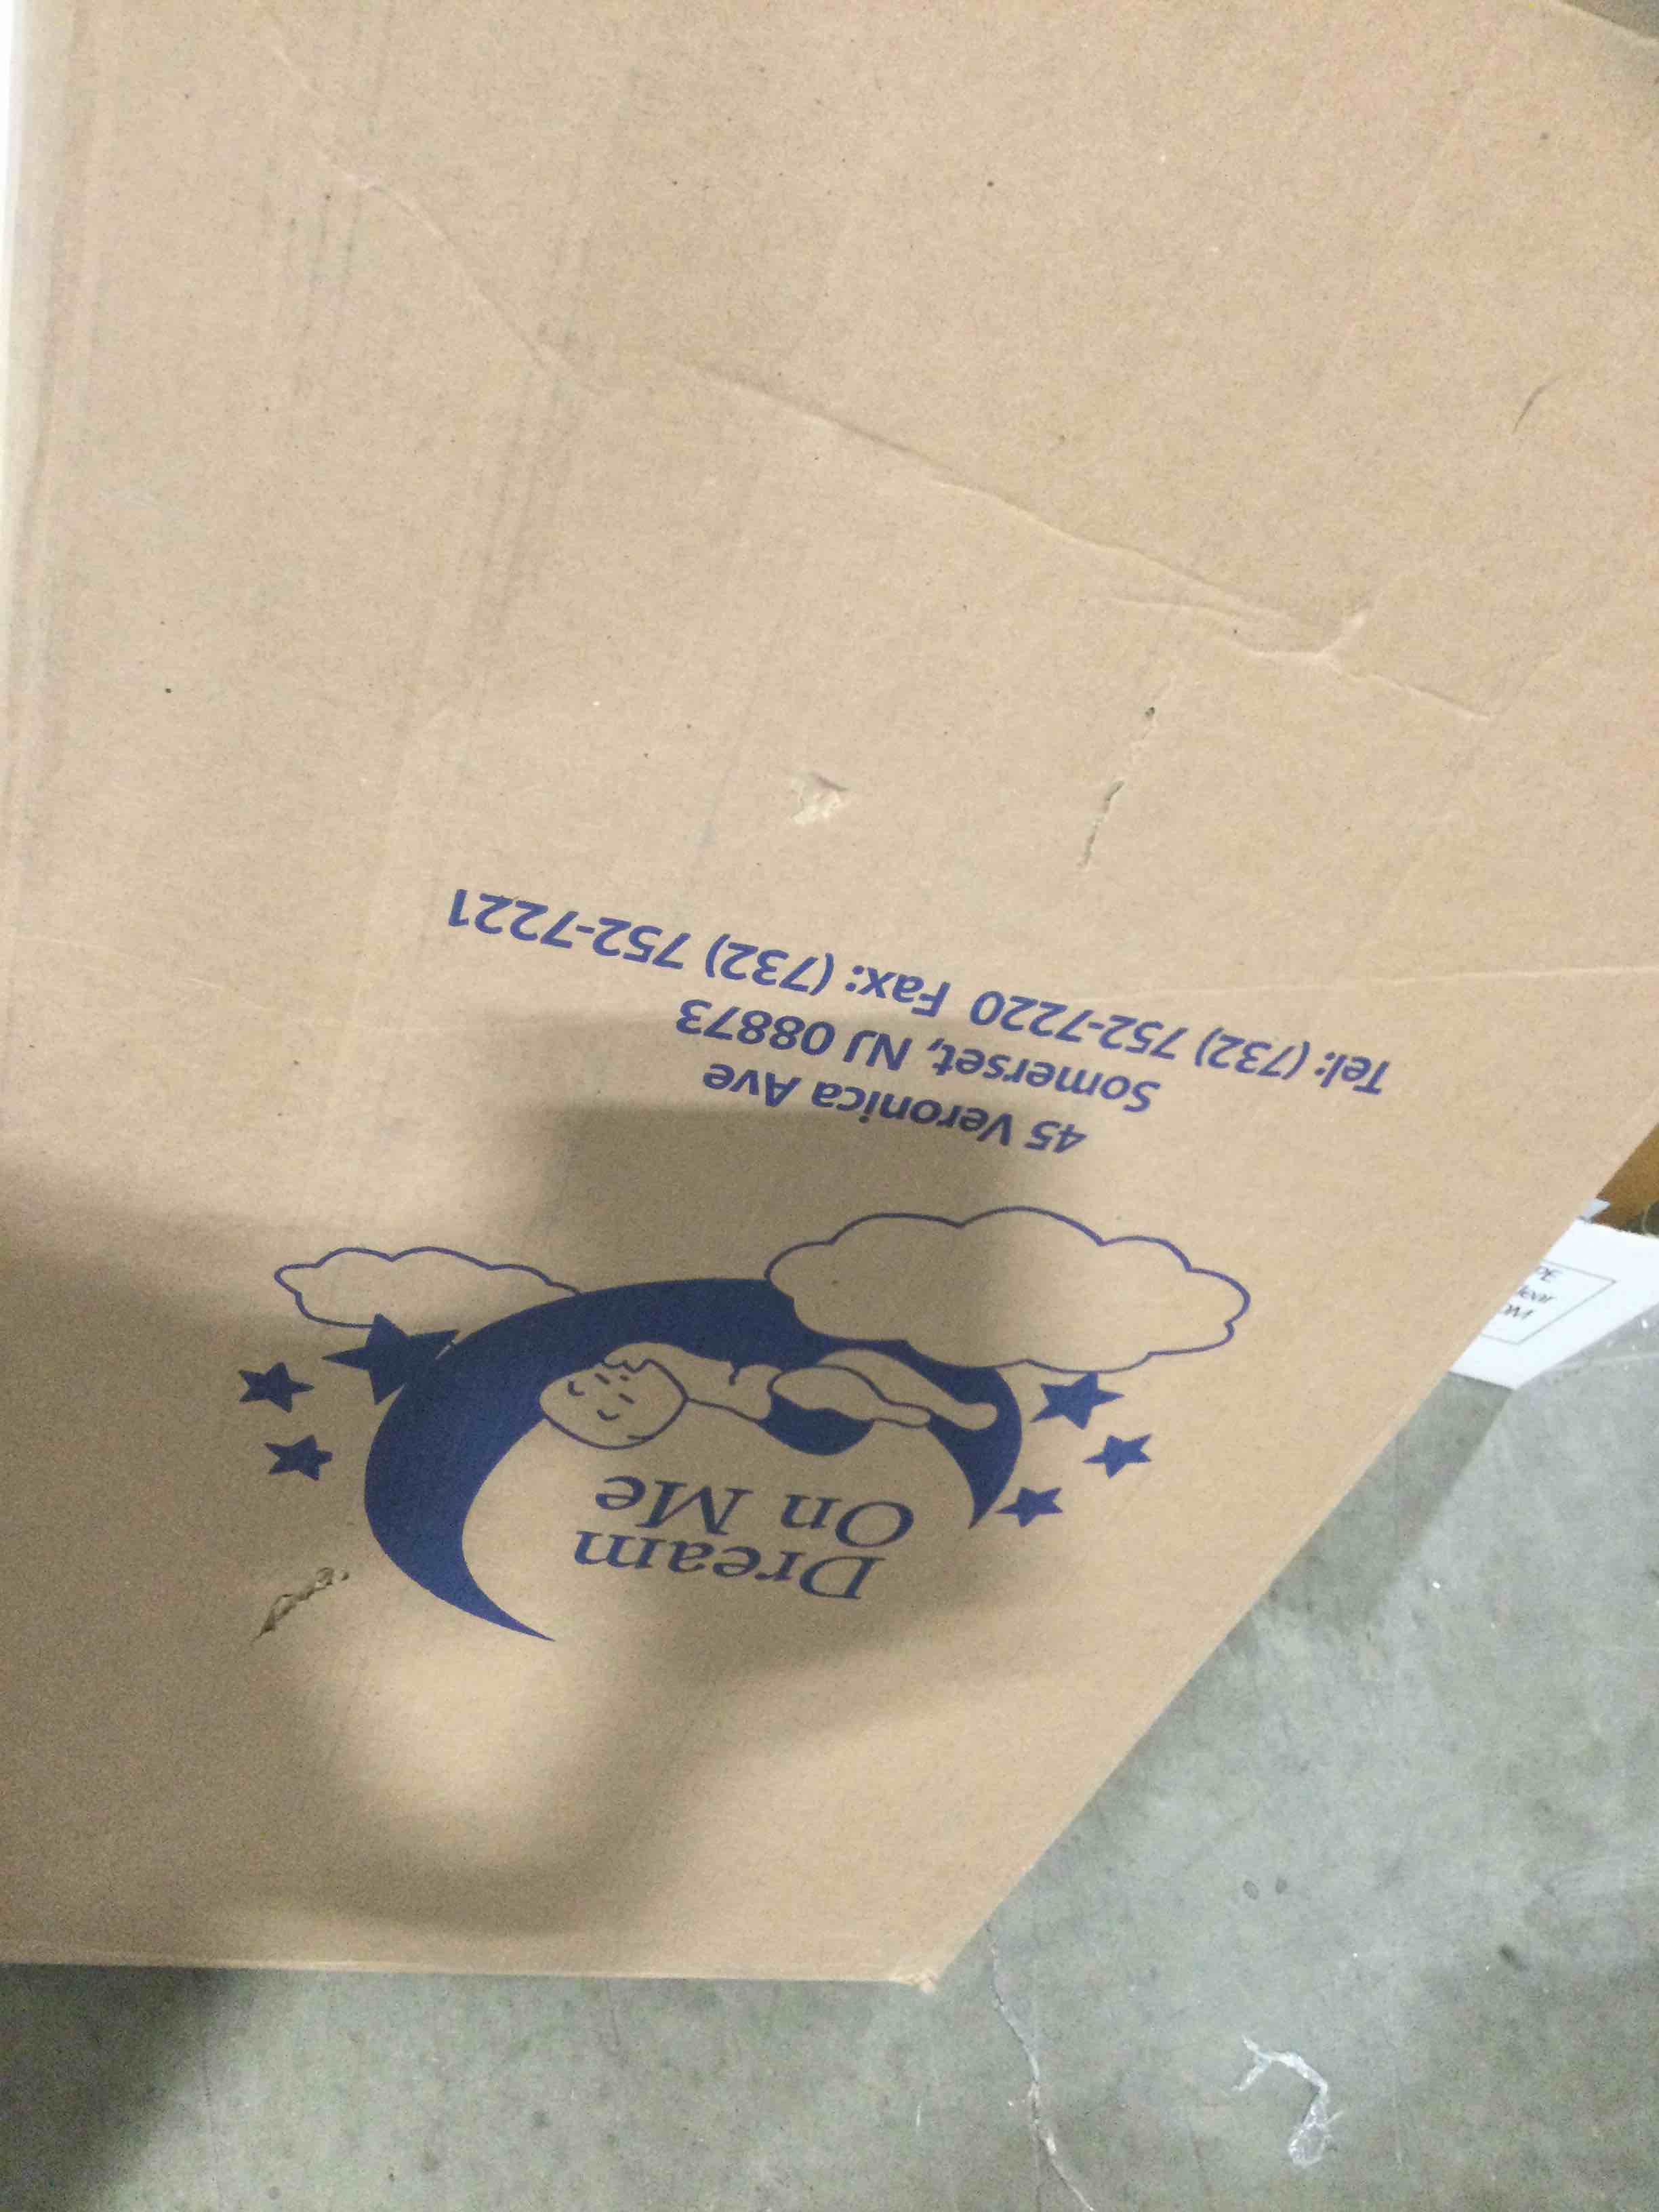 Dream
On Me
45 Veronica Ave
Somerset, NJ 08873
Tel: (732) 752-7220 Fax: (732) 752-7221